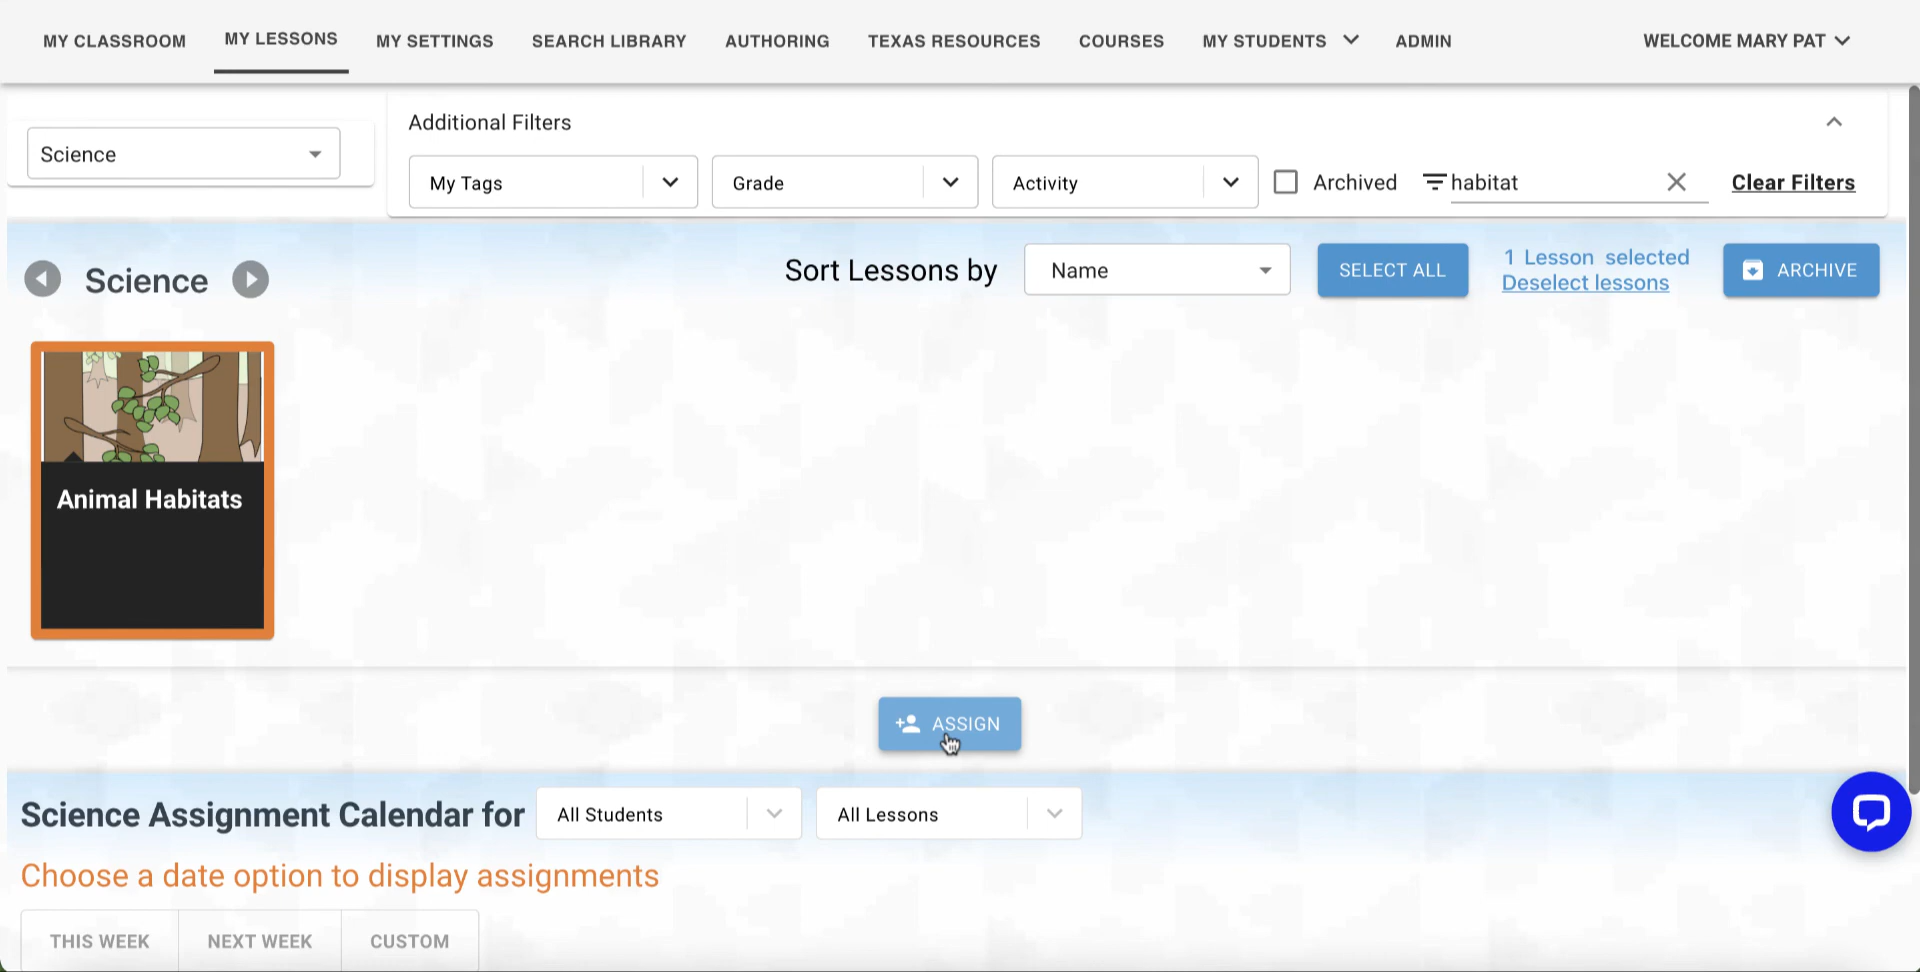 MY CLASSROOM MY LESSONS MY SETTINGS SEARCH LIBRARY AUTHORING TEXAS RESOURCES COURSES MY STUDENTS ADMIN WELCOME MARY PAT
Additional Filters
Science
My Tags Grade Activity Archived habitat Clear Filters
Science
Sort Lessons by Name SELECT ALL
1 Lesson selected
Deselect lessons
ARCHIVE
Animal Habitats
ASSIGN
Science Assignment Calendar for All Students All Lessons
Choose a date option to display assignments
THIS WEEK NEXT WEEK CUSTOM